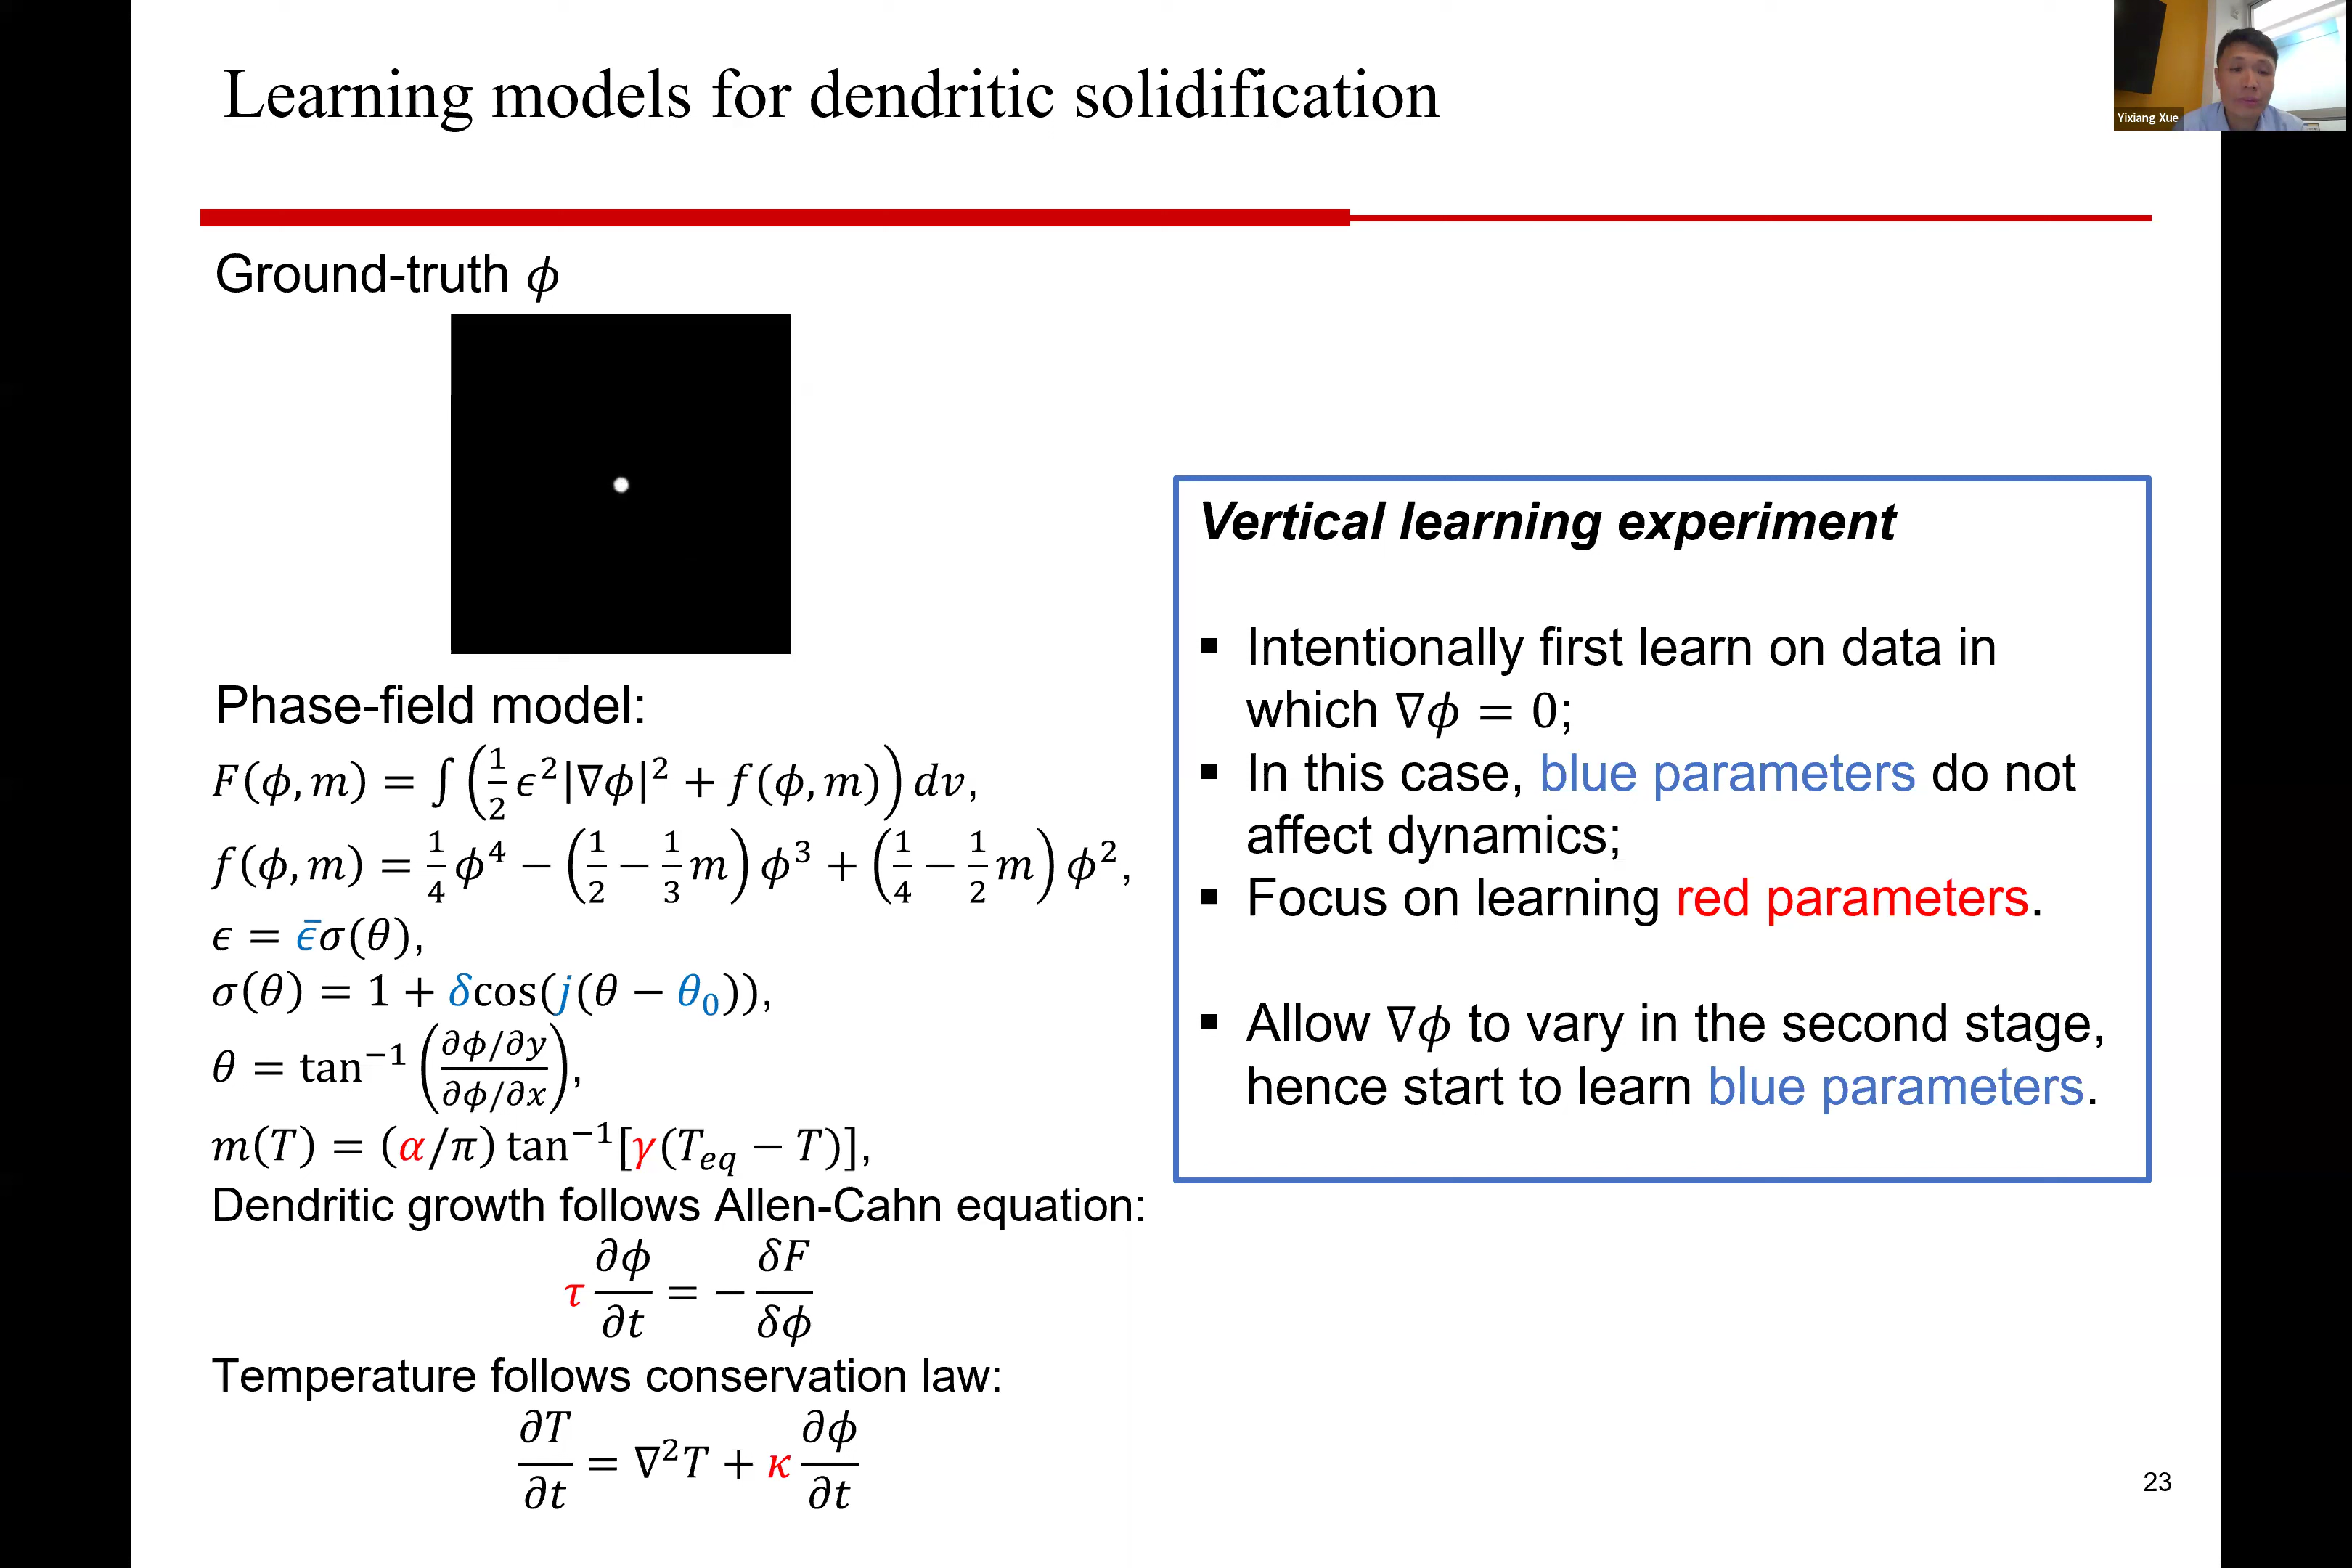 Learning models for dendritic solidification
Yixiang Xue
Ground-truth ϕ
Phase-field model:
F(ϕ, m) = ∫ (1/2 ϵ² |∇ϕ|² + f(ϕ, m)) dv,
f(ϕ, m) = 1/4 ϕ⁴ − (1/2 − 1/3 m) ϕ³ + (1/4 − 1/2 m) ϕ²,
ϵ = ϵ̄σ(θ),
σ(θ) = 1 + δcos(j(θ − θ₀)),
θ = tan⁻¹ (∂ϕ/∂y / ∂ϕ/∂x),
m(T) = (α/π) tan⁻¹[γ(T_eq − T)],
Dendritic growth follows Allen-Cahn equation:
τ ∂ϕ/∂t = − δF/δϕ
Temperature follows conservation law:
∂T/∂t = ∇²T + κ ∂ϕ/∂t
Vertical learning experiment
▪ Intentionally first learn on data in
which ∇ϕ = 0;
▪ In this case, blue parameters do not
affect dynamics;
▪ Focus on learning red parameters.
▪ Allow ∇ϕ to vary in the second stage,
hence start to learn blue parameters.
23